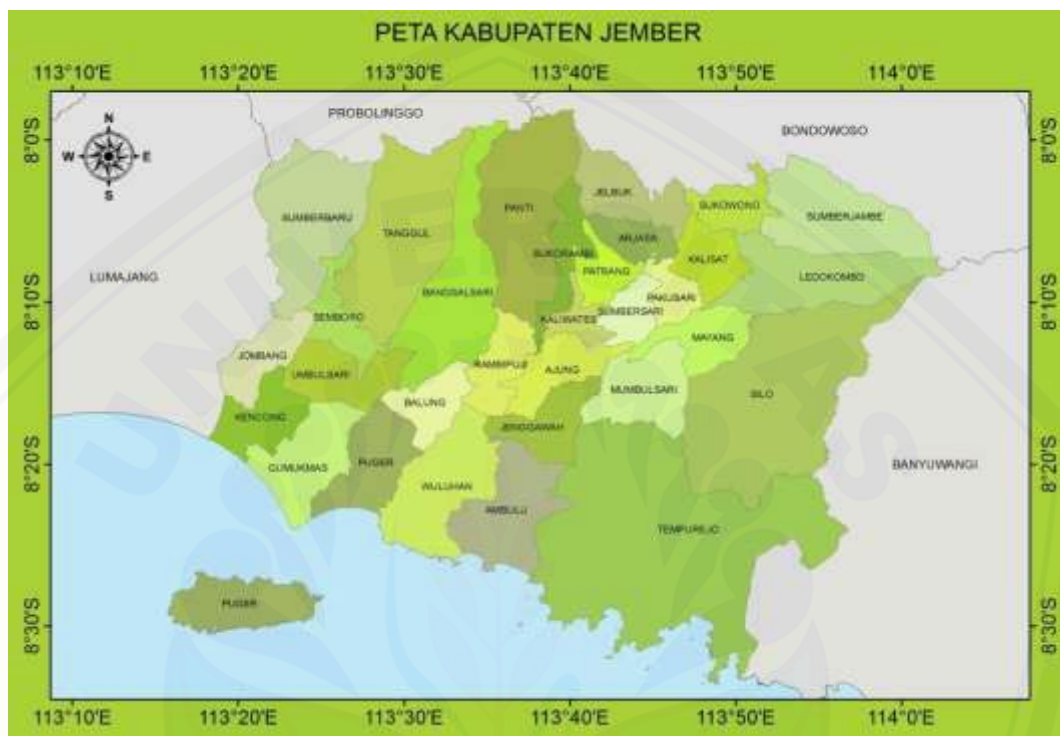 PETA KABUPATEN JEMBER
113°10'E 113°20'E 113°30'E 113°40'E 113°50'E 114°0'E
8°0'S 8°0'S
8°10'S 8°10'S
8°20'S 8°20'S
8°30'S 8°30'S
N
W E
S
PROBOLINGGO
BONDOWOSO
LUMAJANG
BANYUWANGI
JELBUK
SUKOWONO
SUMBERJAMBE
PANTI
SUMBERBARU
TANGGUL
ARJASA
SUKORAMBI
KALISAT
PATRANG
LEDOKOMBO
BANGSALSARI
PAKUSARI
SUMBERSARI
KALIWATES
SEMBORO
MAYANG
JOMBANG
RAMBIPUJI
AJUNG
UMBULSARI
MUMBULSARI
SILO
BALUNG
KENCONG
JENGGAWAH
PUGER
GUMUKMAS
WULUHAN
AMBULU
TEMPUREJO
PUGER
113°10'E 113°20'E 113°30'E 113°40'E 113°50'E 114°0'E